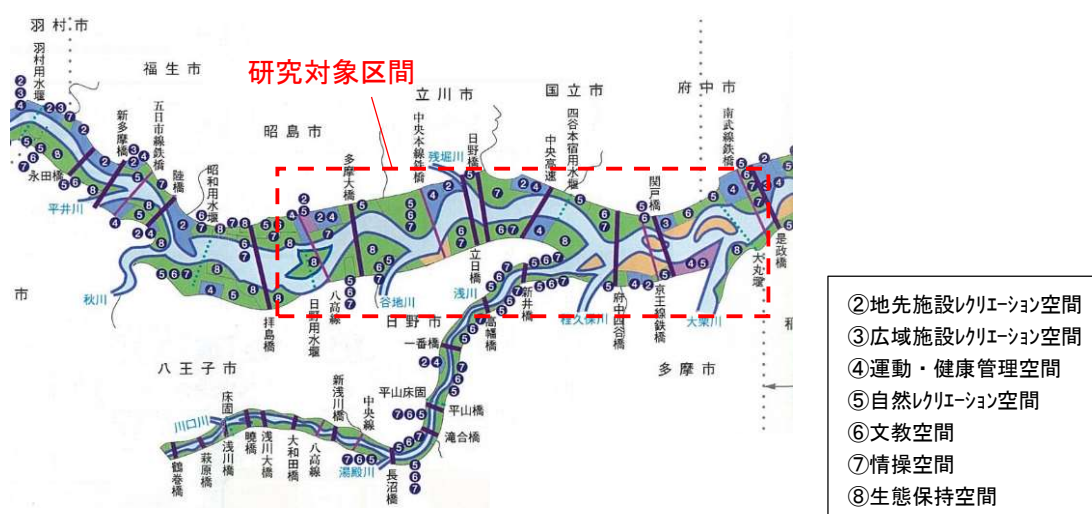 羽村市
福生市
昭島市
立川市
国立市
府中市
研究対象区間
羽村用水堰
永田橋
新多摩橋
五日市線鉄橋
睦橋
昭和用水堰
平井川
秋川
拝島橋
日野用水堰
八高線
多摩大橋
谷地川
中央本線鉄橋
残堀川
日野橋
立日橋
中央高速
四谷本宿用水堰
浅川
新井橋
高幡橋
府中四谷橋
関戸橋
京王線鉄橋
程久保川
大栗川
南武線鉄橋
大丸堰
是政橋
市
日野市
一番橋
八王子市
多摩市
平山床固
平山橋
滝合橋
川口川
床固
鶴巻橋
萩原橋
浅川橋
暁橋
浅川大橋
大和田橋
八高線
新浅川橋
中央線
湯殿川
長沼橋
②地先施設ﾚｸﾘｴｰｼｮﾝ空間
③広域施設ﾚｸﾘｴｰｼｮﾝ空間
④運動・健康管理空間
⑤自然ﾚｸﾘｴｰｼｮﾝ空間
⑥文教空間
⑦情操空間
⑧生態保持空間